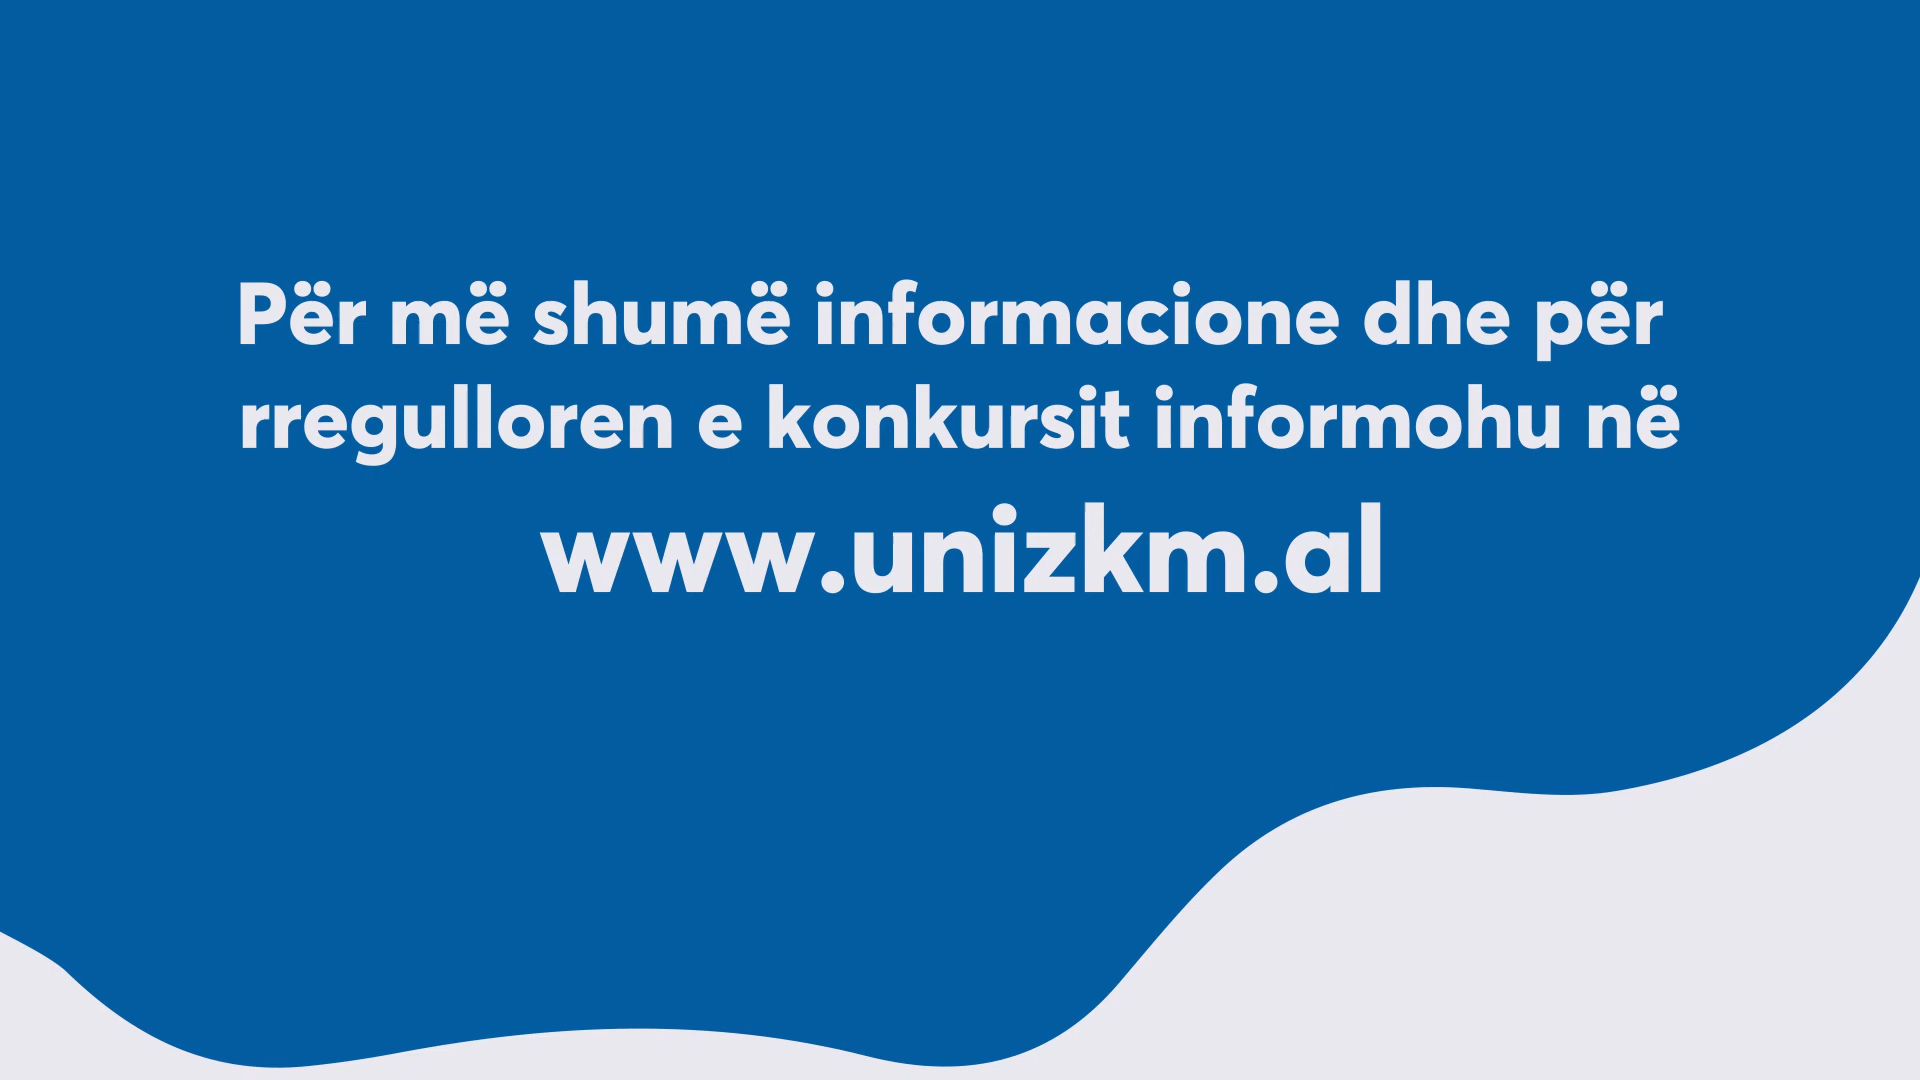 Për më shumë informacione dhe për
rregulloren e konkursit informohu në
www.unizkm.al